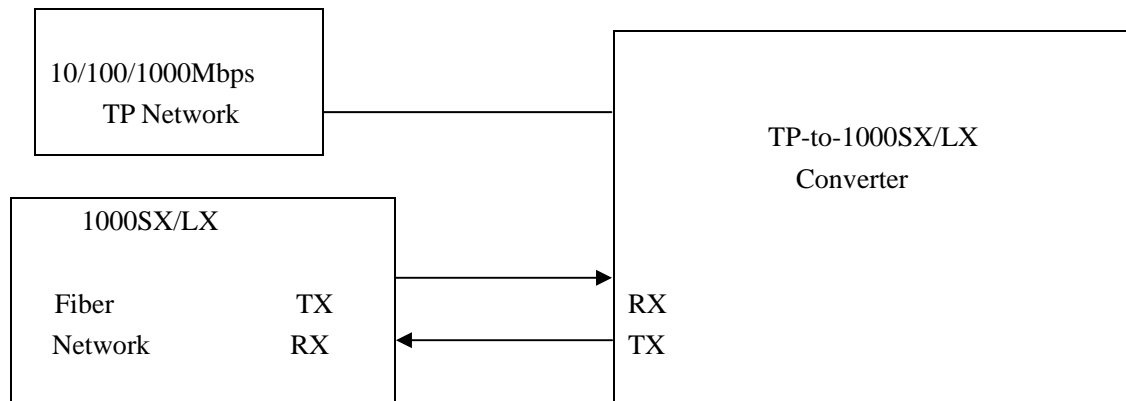 10/100/1000Mbps
TP Network
TP-to-1000SX/LX
Converter
1000SX/LX
Fiber TX
Network RX
RX
TX